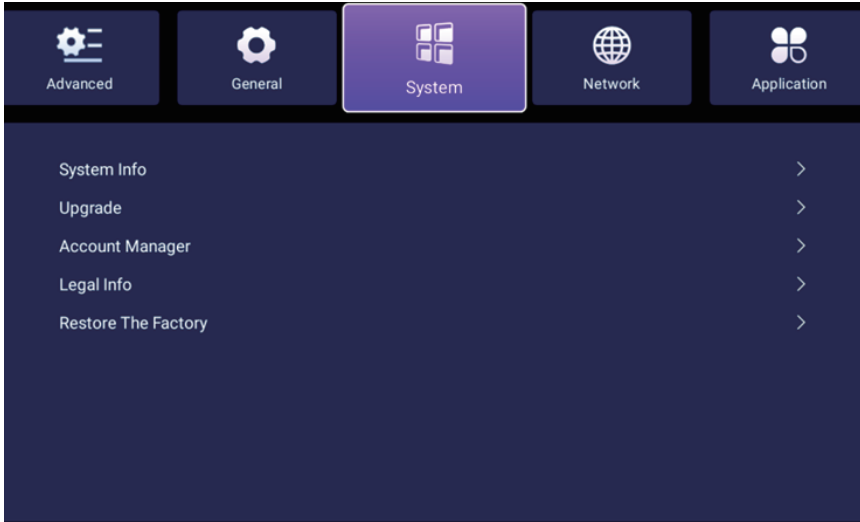 Advanced
General
System
Network
Application
System Info
Upgrade
Account Manager
Legal Info
Restore The Factory